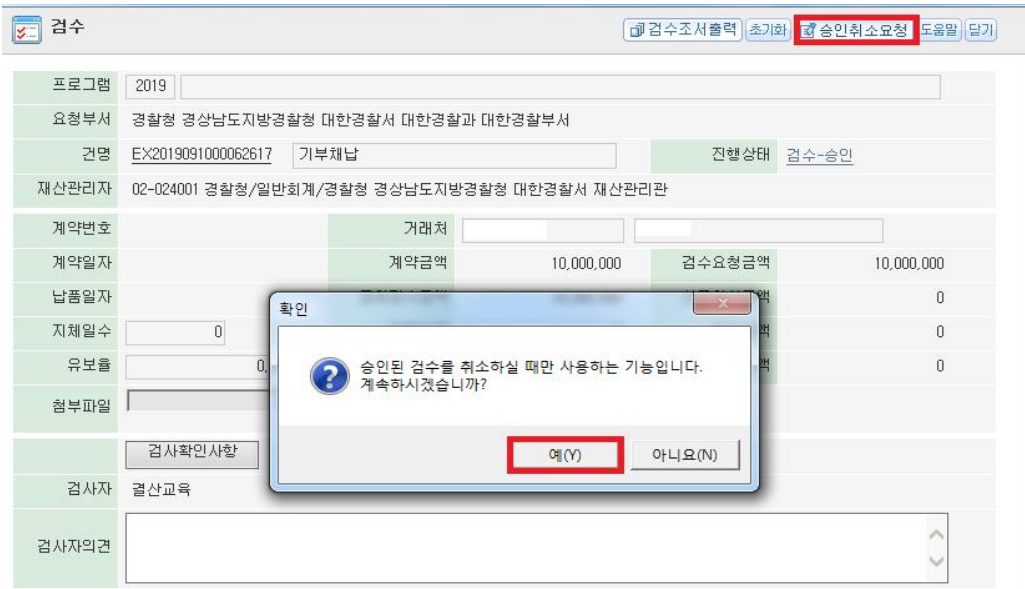 검수
검수조서출력 초기화 승인취소요청 도움말 닫기
프로그램 2019
요청부서 경찰청 경상남도지방경찰청 대한경찰서 대한경찰과 대한경찰부서
건명 EX2019091000062617 기부채납 진행상태 검수-승인
재산관리자 02-024001 경찰청/일반회계/경찰청 경상남도지방경찰청 대한경찰서 재산관리관
계약번호 거래처
계약일자 계약금액 10,000,000 검수요청금액 10,000,000
납품일자 액 0
지체일수 0 액 0
유보율 0, 액 0
첨부파일
확인
승인된 검수를 취소하실 때만 사용하는 기능입니다.
계속하시겠습니까?
예(Y) 아니요(N)
검사확인사항
검사자 결산교육
검사자의견